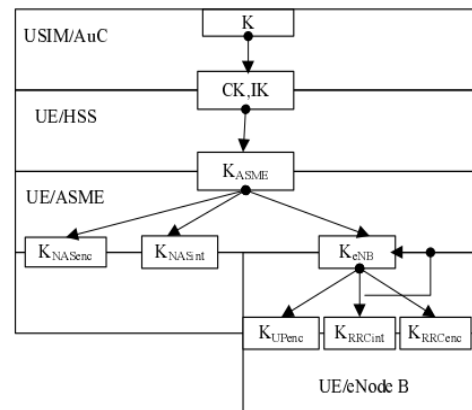 K
USIM/AuC
CK,IK
UE/HSS
KASME
UE/ASME
KNASenc
KNASint
KeNB
KUPenc
KRRCint
KRRCenc
UE/eNode B